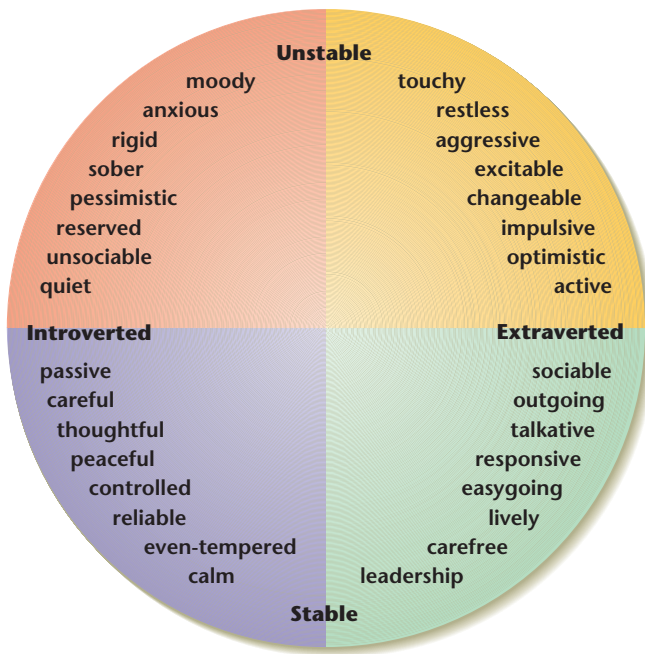 Unstable
moody
anxious
rigid
sober
pessimistic
reserved
unsociable
quiet
touchy
restless
aggressive
excitable
changeable
impulsive
optimistic
active
Introverted
Extraverted
passive
careful
thoughtful
peaceful
controlled
reliable
even-tempered
calm
sociable
outgoing
talkative
responsive
easygoing
lively
carefree
leadership
Stable